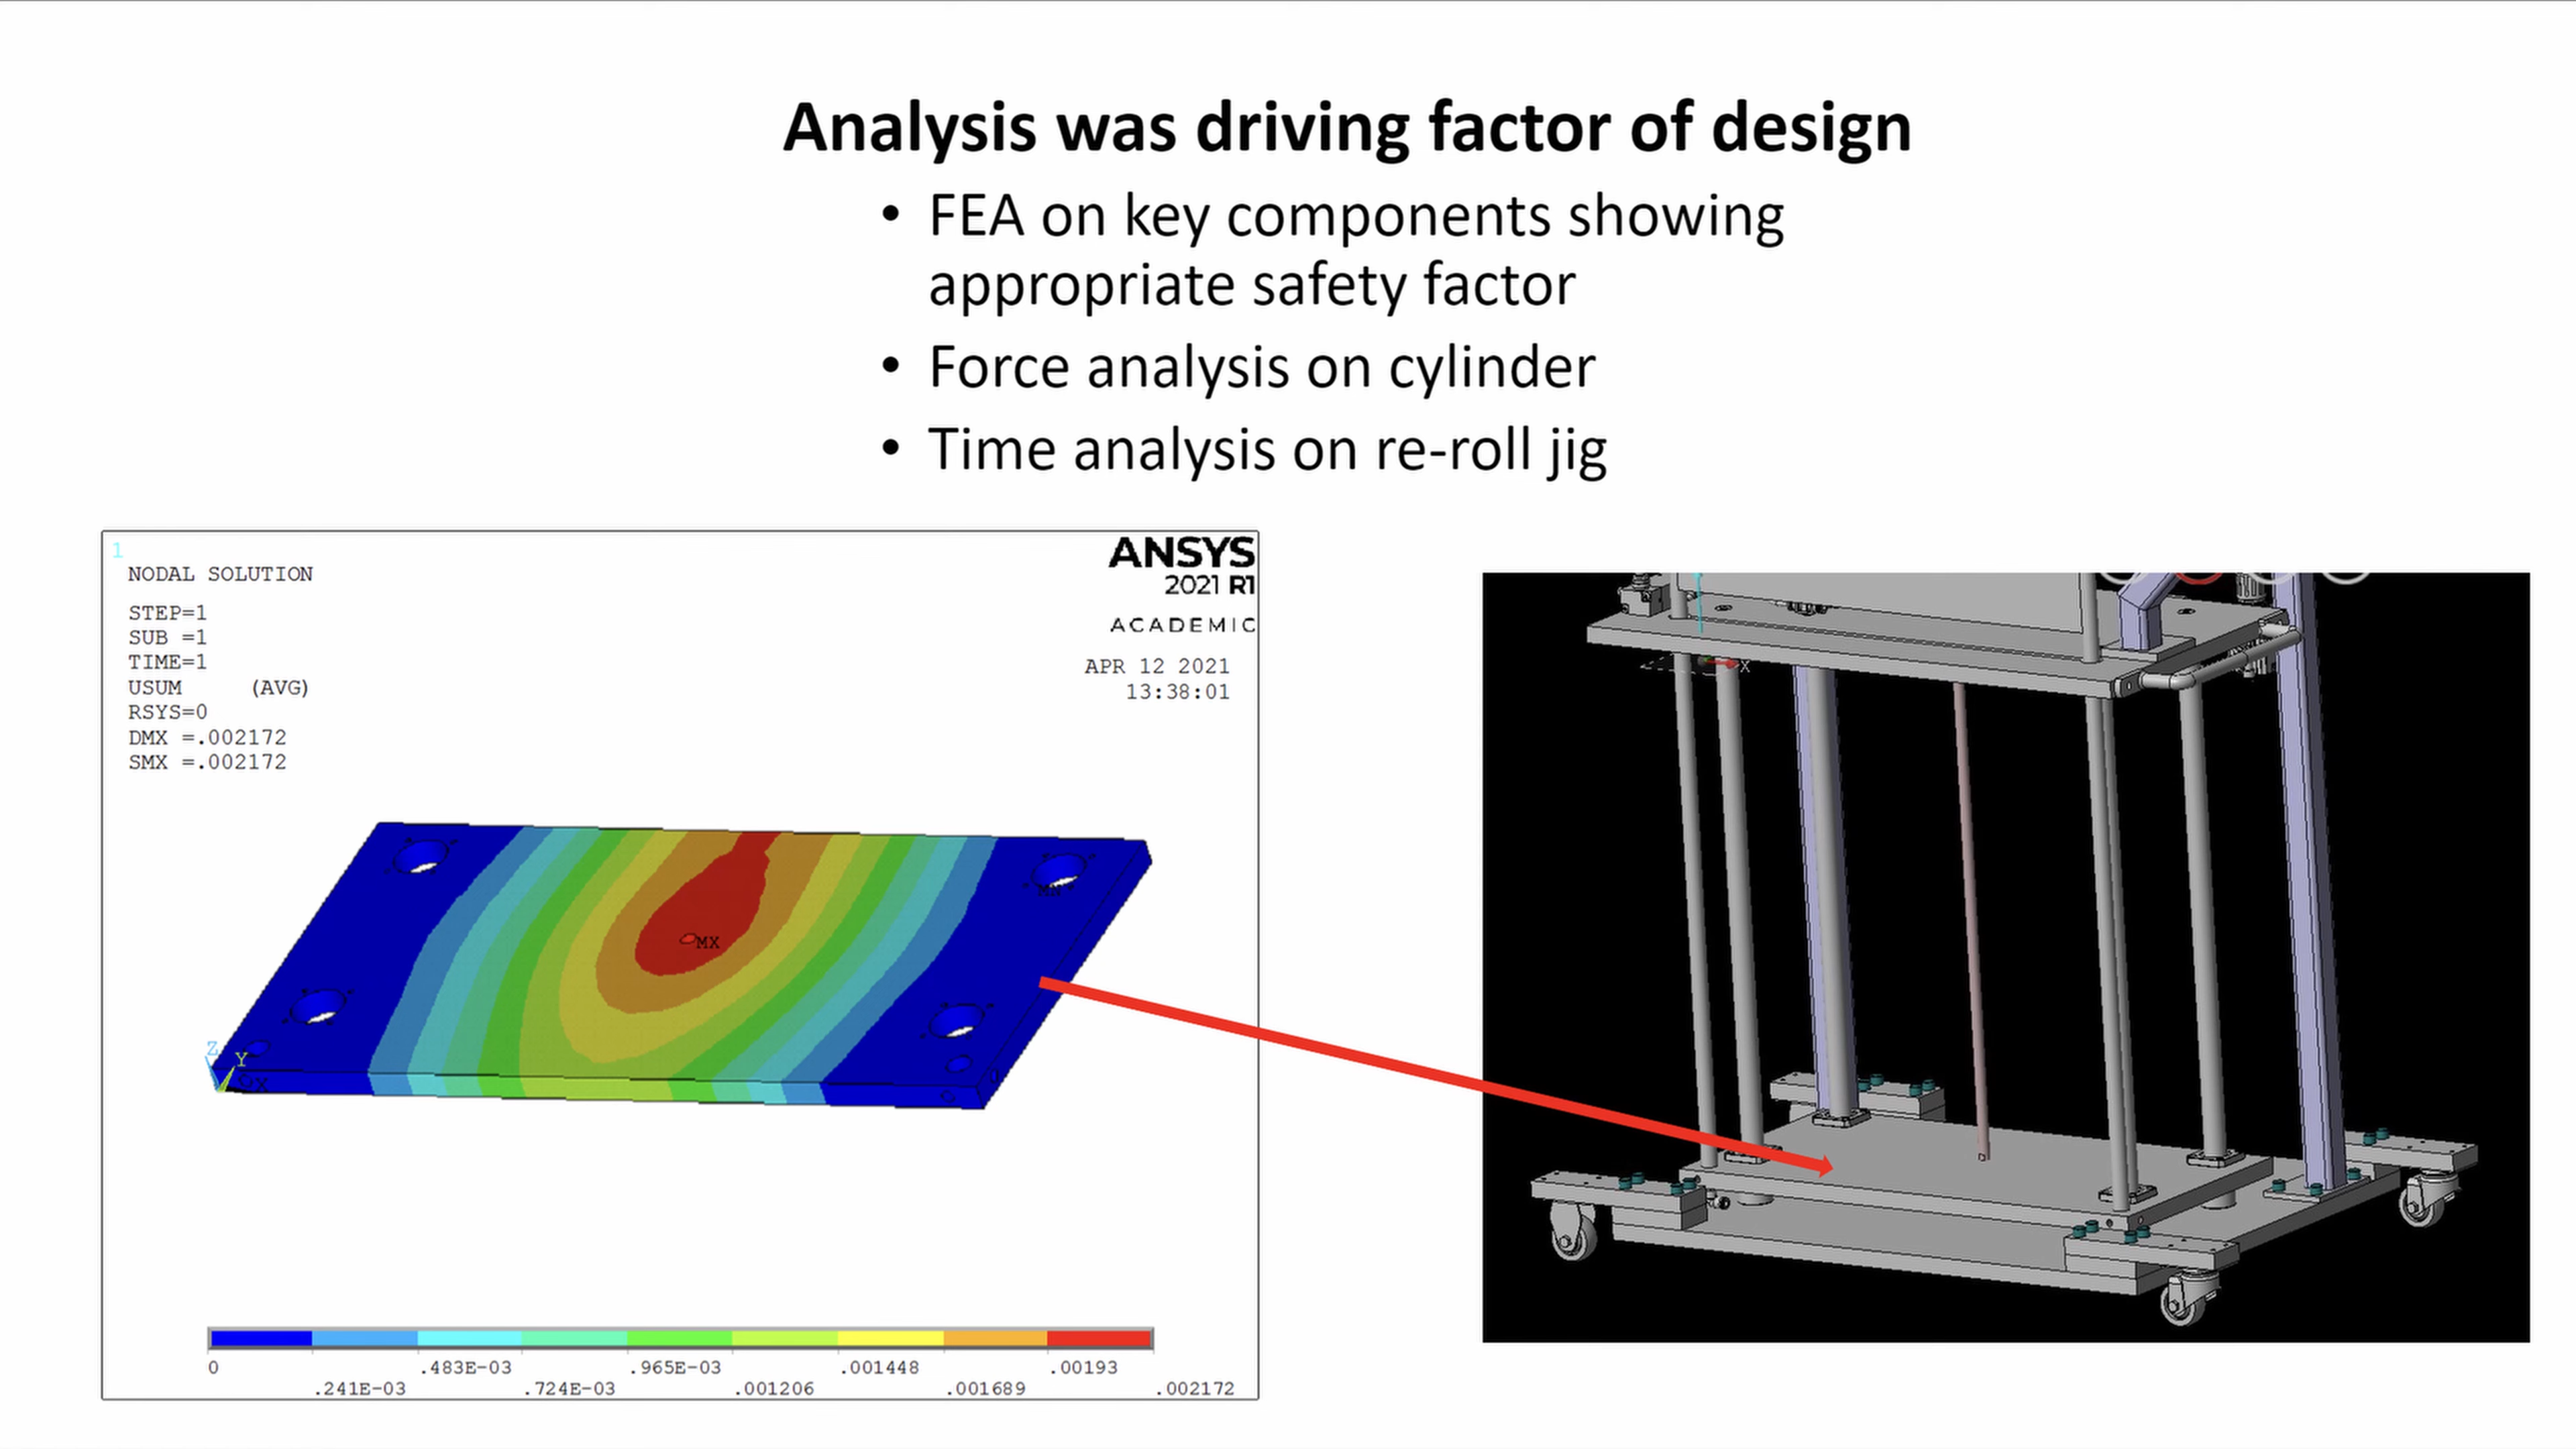 Analysis was driving factor of design
• FEA on key components showing
appropriate safety factor
• Force analysis on cylinder
• Time analysis on re-roll jig
1
NODAL SOLUTION
STEP=1
SUB =1
TIME=1
USUM (AVG)
RSYS=0
DMX =.002172
SMX =.002172
ANSYS
2021 R1
ACADEMIC
APR 12 2021
13:38:01
MX
Z
Y
X
X
0
.241E-03
.483E-03
.724E-03
.965E-03
.001206
.001448
.001689
.00193
.002172